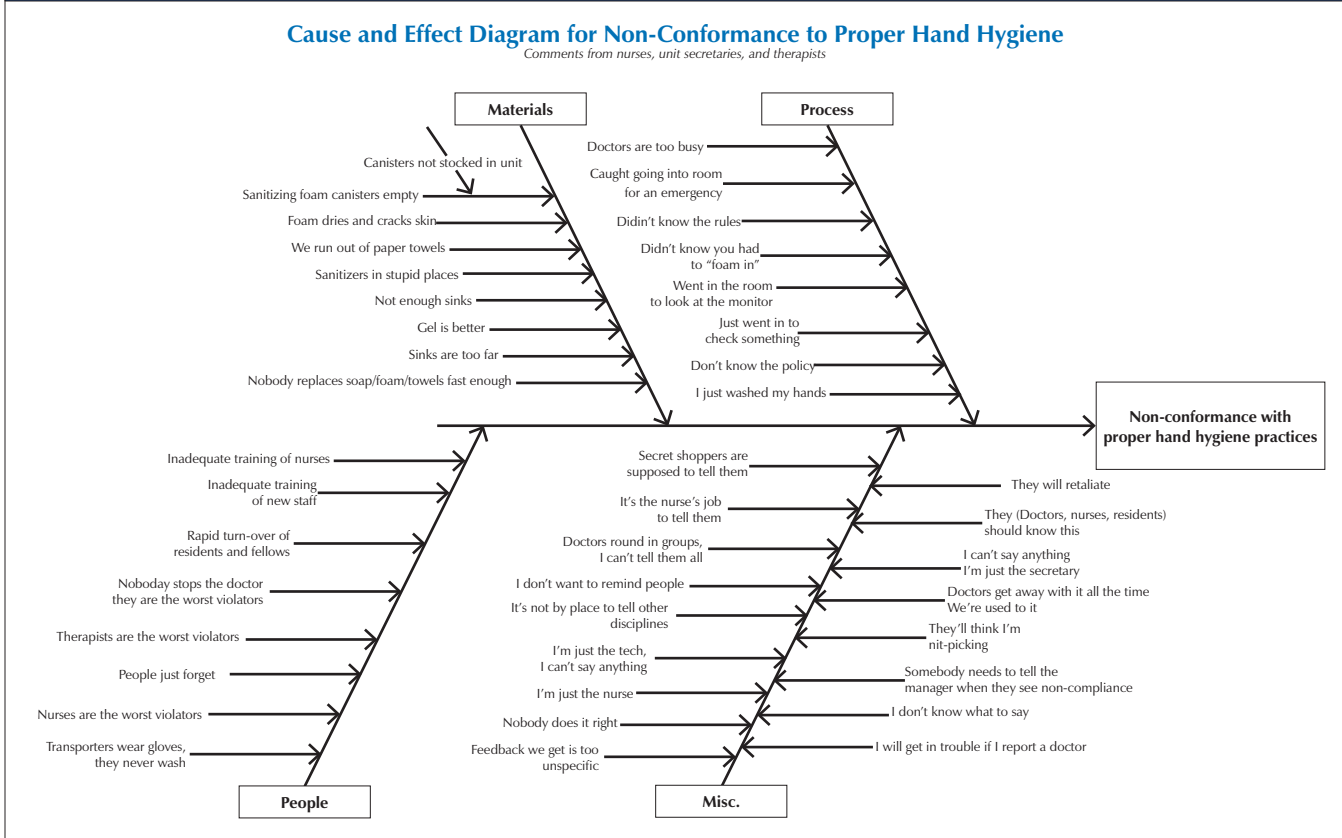 Cause and Effect Diagram for Non-Conformance to Proper Hand Hygiene
Comments from nurses, unit secretaries, and therapists
Materials
Canisters not stocked in unit
Sanitizing foam canisters empty
Foam dries and cracks skin
We run out of paper towels
Sanitizers in stupid places
Not enough sinks
Gel is better
Sinks are too far
Nobody replaces soap/foam/towels fast enough
Process
Doctors are too busy
Caught going into room
for an emergency
Didin't know the rules
Didn't know you had
to “foam in”
Went in the room
to look at the monitor
Just went in to
check something
Don't know the policy
I just washed my hands
Non-conformance with
proper hand hygiene practices
Inadequate training of nurses
Inadequate training
of new staff
Rapid turn-over of
residents and fellows
Noboday stops the doctor
they are the worst violators
Therapists are the worst violators
People just forget
Nurses are the worst violators
Transporters wear gloves,
they never wash
People
Secret shoppers are
supposed to tell them
It's the nurse's job
to tell them
Doctors round in groups,
I can't tell them all
I don't want to remind people
It's not by place to tell other
disciplines
I'm just the tech,
I can't say anything
I'm just the nurse
Nobody does it right
Feedback we get is too
unspecific
They will retaliate
They (Doctors, nurses, residents)
should know this
I can't say anything
I'm just the secretary
Doctors get away with it all the time
We're used to it
They'll think I'm
nit-picking
Somebody needs to tell the
manager when they see non-compliance
I don't know what to say
I will get in trouble if I report a doctor
Misc.